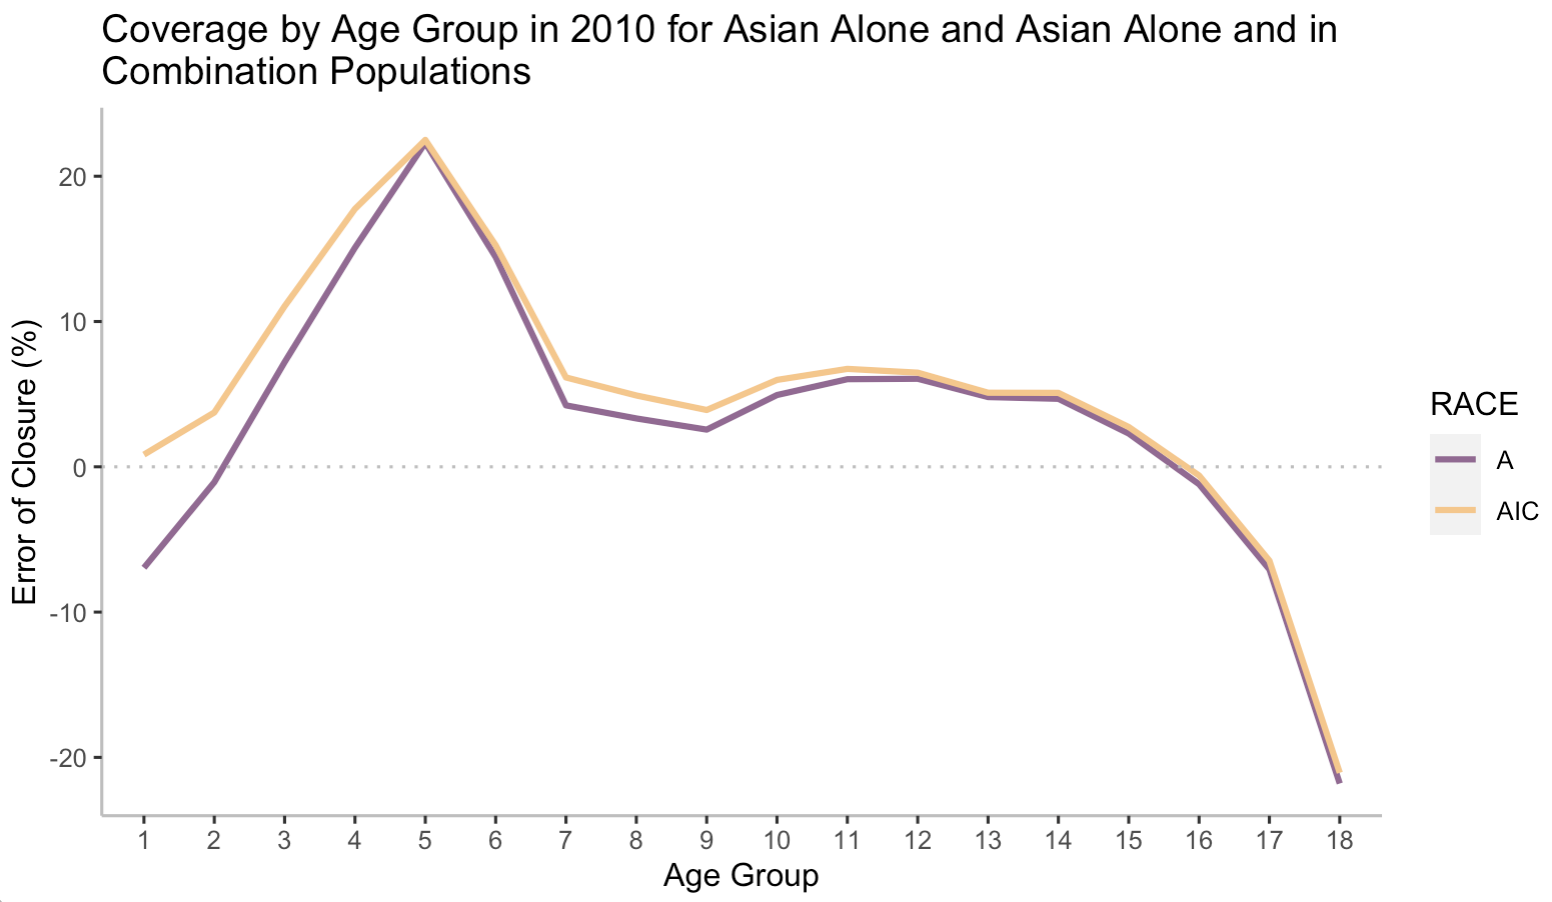 Coverage by Age Group in 2010 for Asian Alone and Asian Alone and in
Combination Populations
Error of Closure (%)
20
10
0
-10
-20
1 2 3 4 5 6 7 8 9 10 11 12 13 14 15 16 17 18
Age Group
RACE
A
AIC